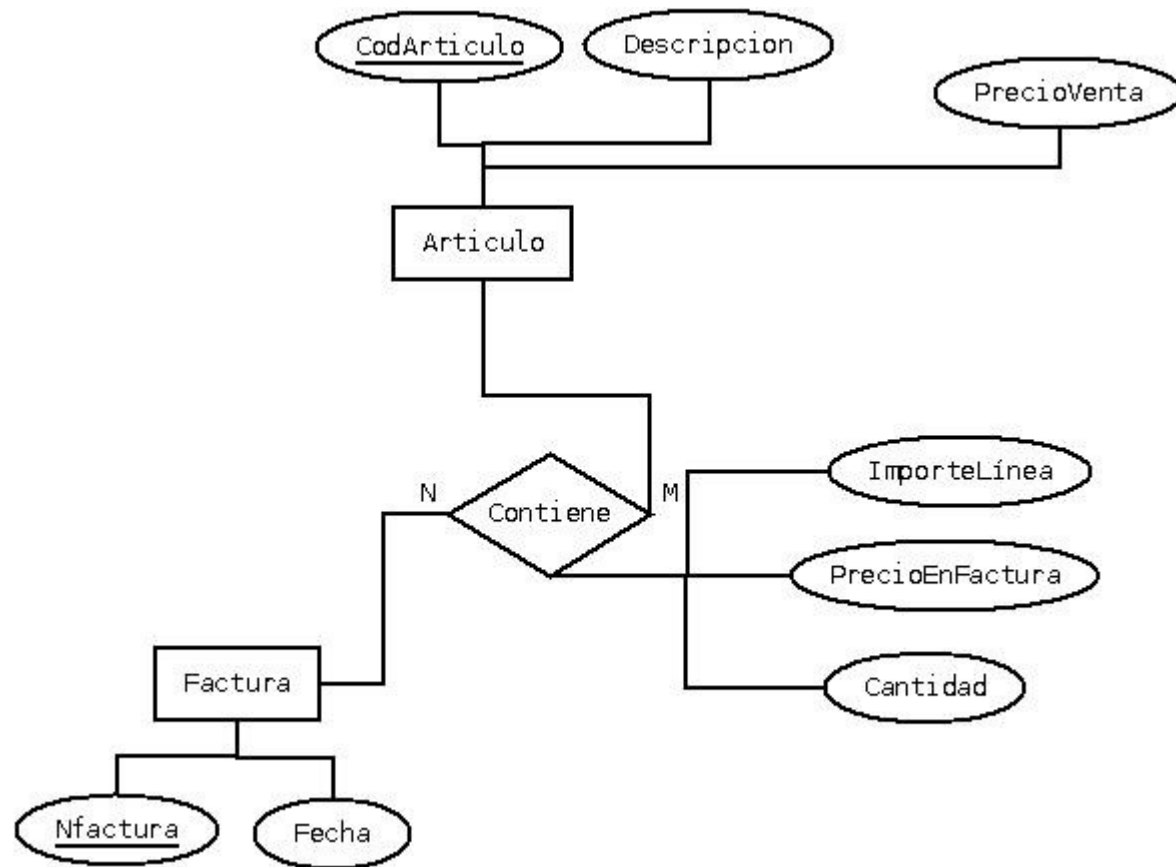 CodArticulo
Descripcion
PrecioVenta
Articulo
ImporteLínea
N
M
Contiene
PrecioEnFactura
Factura
Cantidad
Nfactura
Fecha